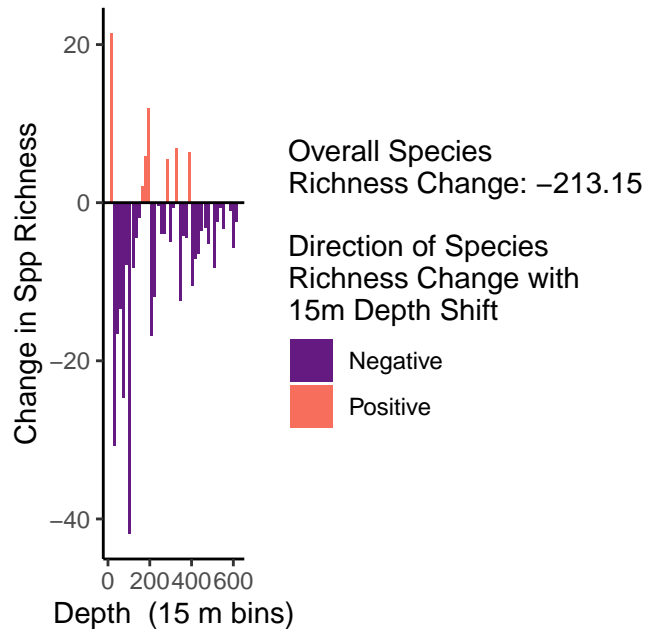 20
0
−20
−40
Change in Spp Richness
0 200 400 600
Depth  (15 m bins)
Overall Species
Richness Change: −213.15
Direction of Species
Richness Change with
15m Depth Shift
Negative
Positive